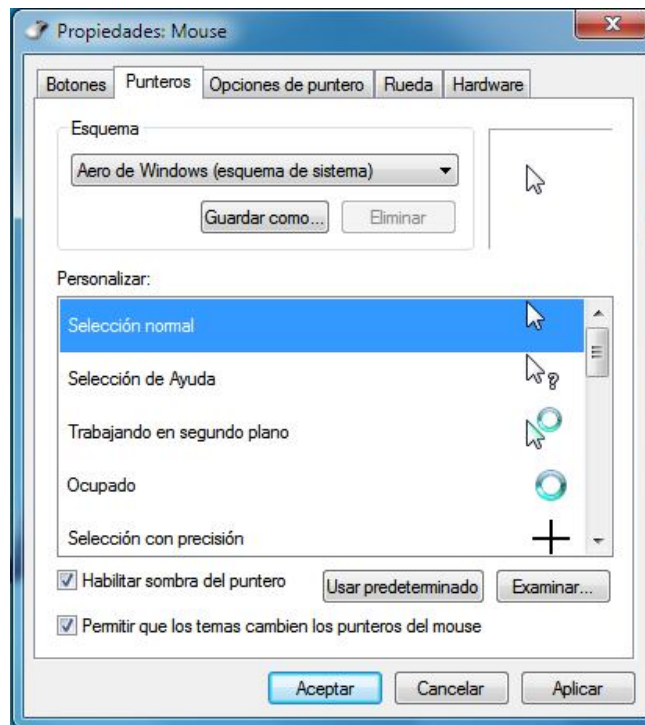 Propiedades: Mouse
Botones Punteros Opciones de puntero Rueda Hardware
Esquema
Aero de Windows (esquema de sistema)
Guardar como... Eliminar
Personalizar:
Selección normal
Selección de Ayuda
Trabajando en segundo plano
Ocupado
Selección con precisión
Habilitar sombra del puntero Usar predeterminado Examinar...
Permitir que los temas cambien los punteros del mouse
Aceptar Cancelar Aplicar